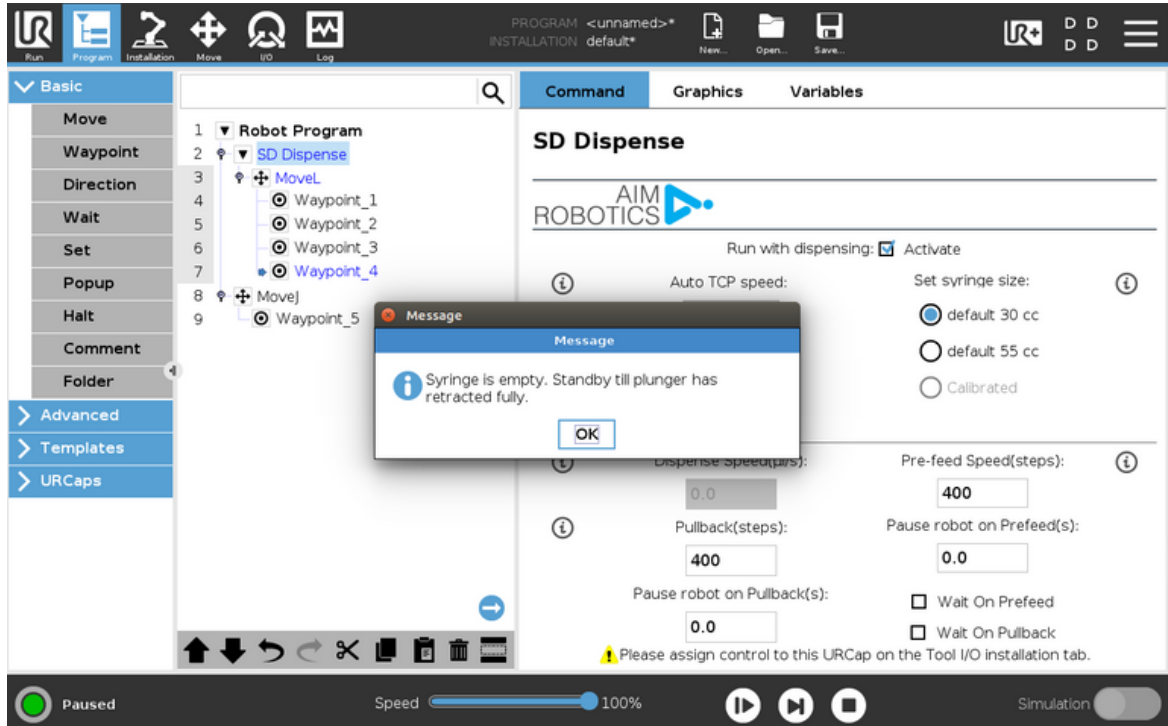 PROGRAM <unnamed>*
INSTALLATION default*
Run
Program
Installation
Move
I/O
Log
New...
Open...
Save...
UR+
D D
D D
Basic
Move
Waypoint
Direction
Wait
Set
Popup
Halt
Comment
Folder
Advanced
Templates
URCaps
1 Robot Program
2 SD Dispense
3 MoveL
4 Waypoint_1
5 Waypoint_2
6 Waypoint_3
7 Waypoint_4
8 MoveJ
9 Waypoint_5
Command Graphics Variables
SD Dispense
AIM
ROBOTICS
Run with dispensing: Activate
Auto TCP speed:
Set syringe size:
default 30 cc
default 55 cc
Calibrated
Message
Message
Syringe is empty. Standby till plunger has
retracted fully.
OK
Dispense Speed(µl/s):
0.0
Pre-feed Speed(steps):
400
Pullback(steps):
400
Pause robot on Prefeed(s):
0.0
Pause robot on Pullback(s):
0.0
Wait On Prefeed
Wait On Pullback
Please assign control to this URCap on the Tool I/O installation tab.
Paused
Speed 100%
Simulation